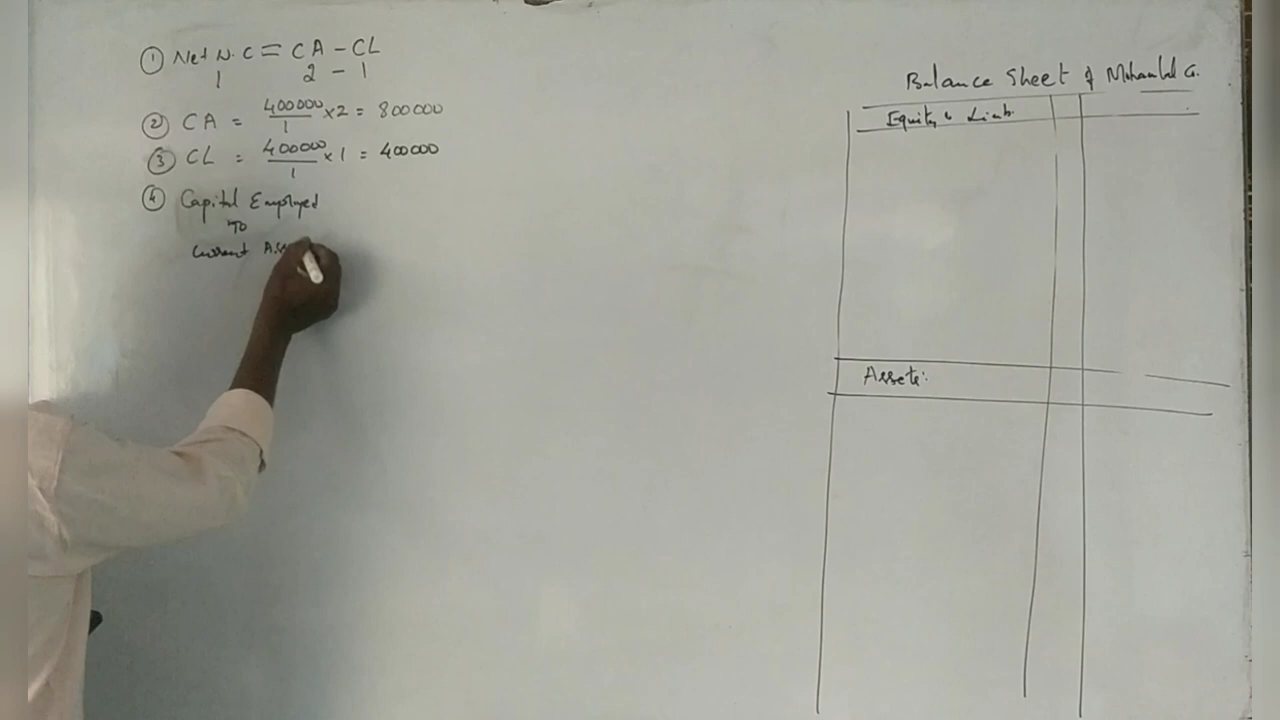 ① Net W.C = CA - CL
1 2 - 1
② CA = 400000/1 x 2 = 800000
③ CL = 400000/1 x 1 = 400000
④ Capital Employed
To
Current Ass
Balance Sheet of
Equity & Liab.
Assets: